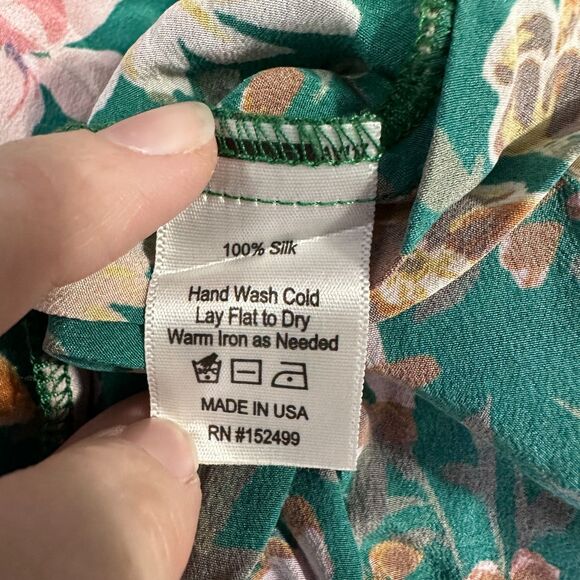 100% Silk
Hand Wash Cold
Lay Flat to Dry
Warm Iron as Needed
MADE IN USA
RN #152499